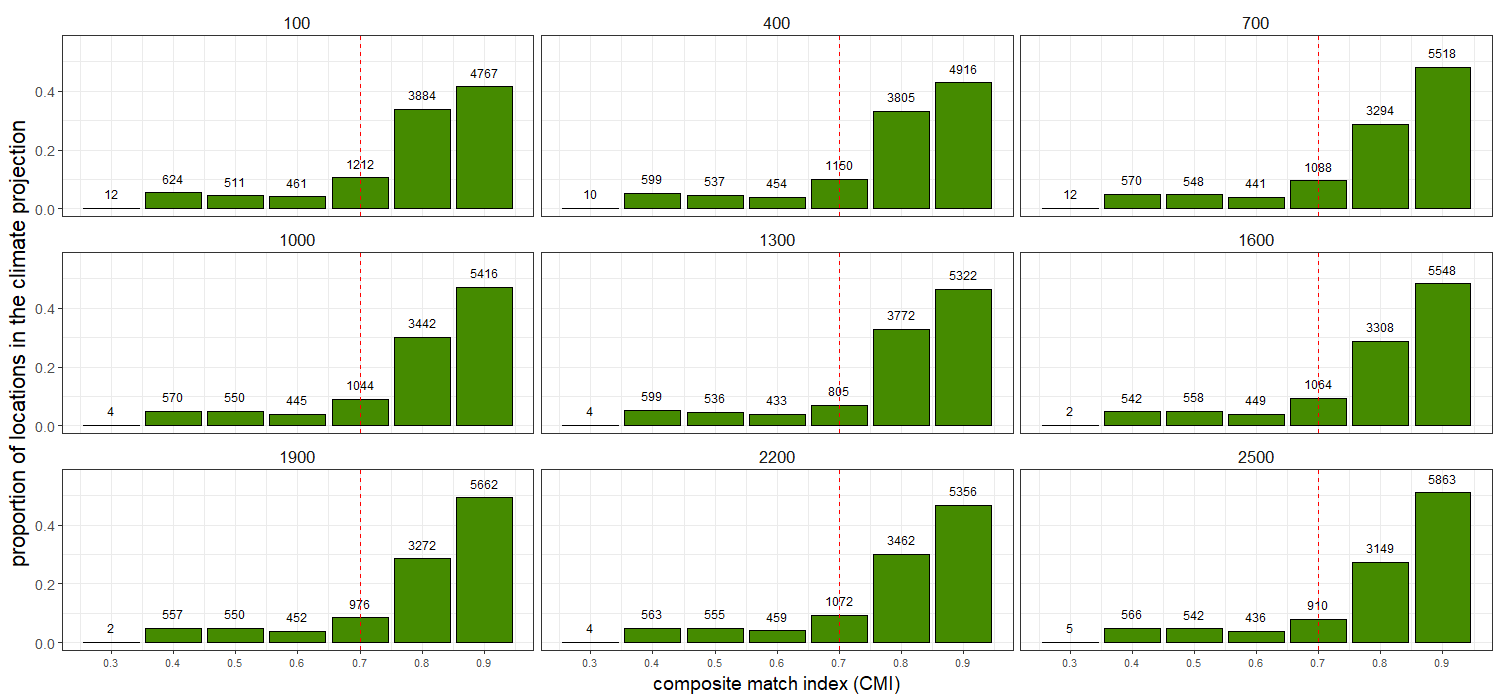 100 400 700
proportion of locations in the climate projection
0.4
0.2
0.0
12 624 511 461 1212 3884 4767
10 599 537 454 1150 3805 4916
12 570 548 441 1088 3294 5518
1000 1300 1600
0.4
0.2
0.0
4 570 550 445 1044 3442 5416
4 599 536 433 805 3772 5322
2 542 558 449 1064 3308 5548
1900 2200 2500
0.4
0.2
0.0
2 557 550 452 976 3272 5662
4 563 555 459 1072 3462 5356
5 566 542 436 910 3149 5863
0.3 0.4 0.5 0.6 0.7 0.8 0.9
0.3 0.4 0.5 0.6 0.7 0.8 0.9
0.3 0.4 0.5 0.6 0.7 0.8 0.9
composite match index (CMI)